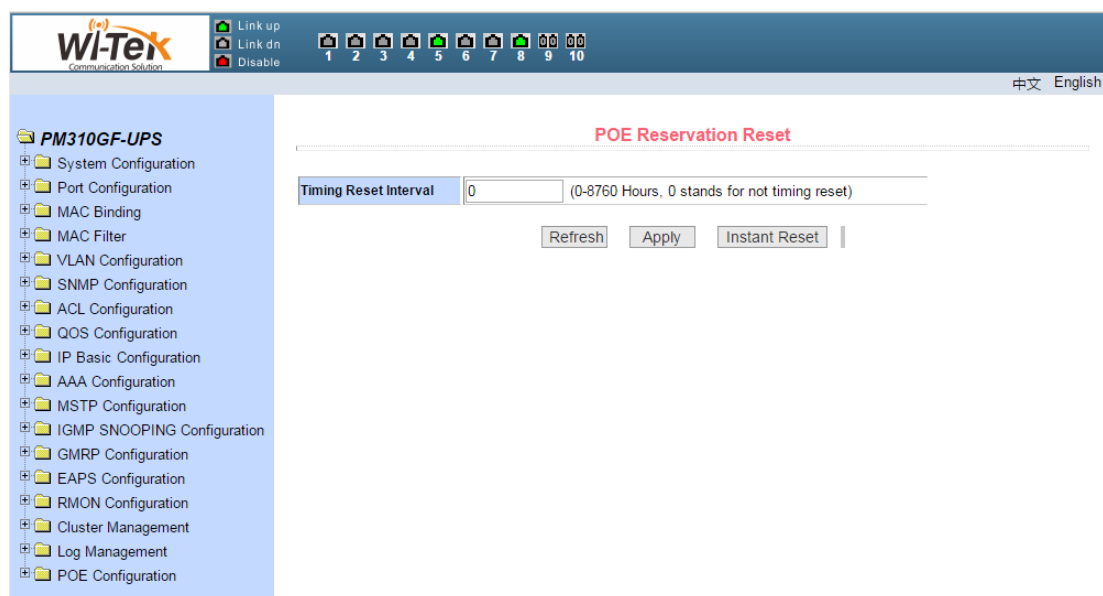 Wi-Tek
Communication Solution
Link up
Link dn
Disable
1 2 3 4 5 6 7 8 9 10
中文 English
PM310GF-UPS
System Configuration
Port Configuration
MAC Binding
MAC Filter
VLAN Configuration
SNMP Configuration
ACL Configuration
QOS Configuration
IP Basic Configuration
AAA Configuration
MSTP Configuration
IGMP SNOOPING Configuration
GMRP Configuration
EAPS Configuration
RMON Configuration
Cluster Management
Log Management
POE Configuration
POE Reservation Reset
Timing Reset Interval 0 (0-8760 Hours, 0 stands for not timing reset)
Refresh Apply Instant Reset